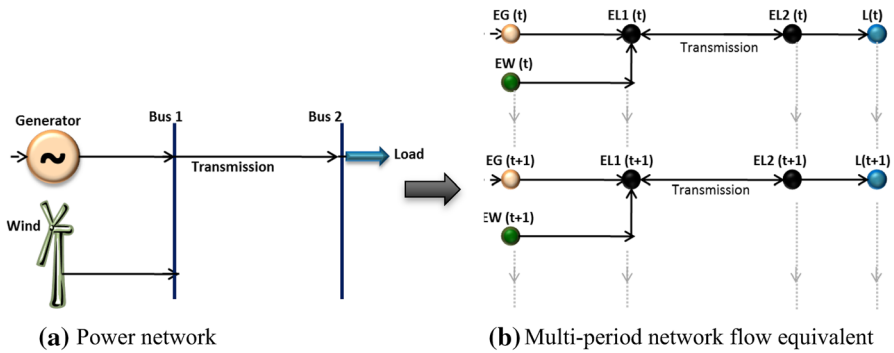 Generator
~
Wind
Bus 1
Bus 2
Transmission
Load
(a) Power network
EG (t)
EL1 (t)
EL2 (t)
L(t)
Transmission
EW (t)
EG (t+1)
EL1 (t+1)
EL2 (t+1)
L(t+1)
Transmission
EW (t+1)
(b) Multi-period network flow equivalent